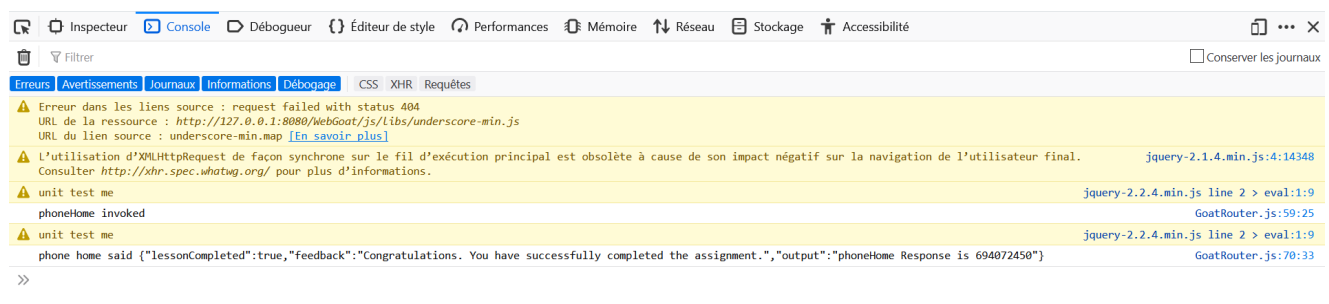 Inspecteur Console Débogueur Éditeur de style Performances Mémoire Réseau Stockage Accessibilité
Filtrer Conserver les journaux
Erreurs Avertissements Journaux Informations Débogage CSS XHR Requêtes
Erreur dans les liens source : request failed with status 404
URL de la ressource : http://127.0.0.1:8080/WebGoat/js/libs/underscore-min.js
URL du lien source : underscore-min.map [En savoir plus]
L’utilisation d’XMLHttpRequest de façon synchrone sur le fil d’exécution principal est obsolète à cause de son impact négatif sur la navigation de l’utilisateur final. jquery-2.1.4.min.js:4:14348
Consulter http://xhr.spec.whatwg.org/ pour plus d’informations.
unit test me jquery-2.2.4.min.js line 2 > eval:1:9
phoneHome invoked GoatRouter.js:59:25
unit test me jquery-2.2.4.min.js line 2 > eval:1:9
phone home said {"lessonCompleted":true,"feedback":"Congratulations. You have successfully completed the assignment.","output":"phoneHome Response is 694072450"} GoatRouter.js:70:33